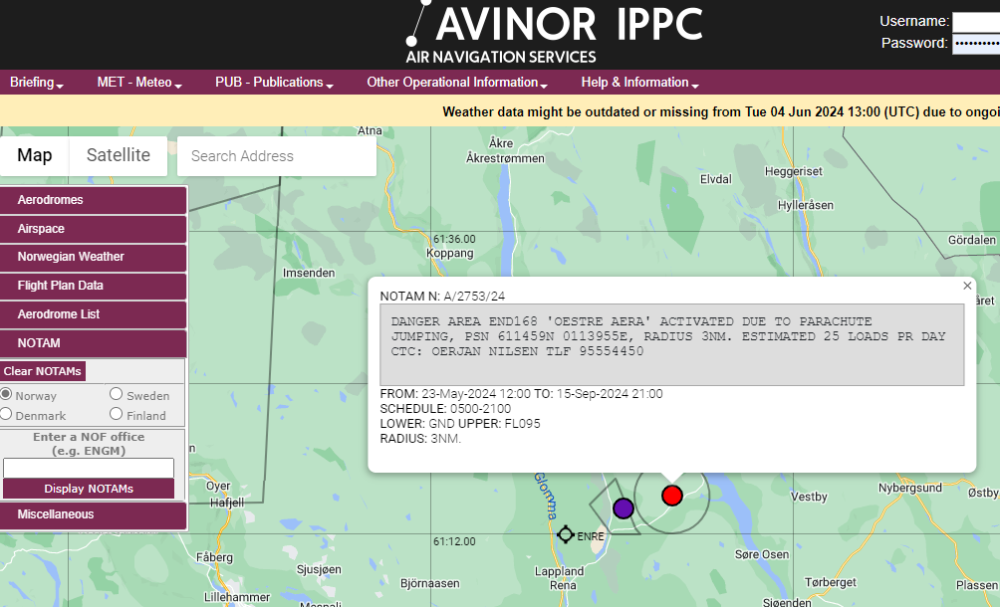 AVINOR IPPC
AIR NAVIGATION SERVICES
Username:
Password:
Briefing
MET - Meteo
PUB - Publications
Other Operational Information
Help & Information
Weather data might be outdated or missing from Tue 04 Jun 2024 13:00 (UTC) due to ongoi
Map
Satellite
Search Address
Atna
Åkre
Åkrestrømmen
Elvdal
Heggeriset
Hylleråsen
Aerodromes
Airspace
Norwegian Weather
Flight Plan Data
Aerodrome List
NOTAM
Clear NOTAMs
Norway
Sweden
Denmark
Finland
Enter a NOF office
(e.g. ENGM)
Display NOTAMs
Miscellaneous
61:36.00
Koppang
Gördalen
Imsenden
året
NOTAM N: A/2753/24
DANGER AREA END168 'OESTRE AERA' ACTIVATED DUE TO PARACHUTE
JUMPING, PSN 611459N 0113955E, RADIUS 3NM. ESTIMATED 25 LOADS PR DAY
CTC: OERJAN NILSEN TLF 95554450
FROM: 23-May-2024 12:00 TO: 15-Sep-2024 21:00
SCHEDULE: 0500-2100
LOWER: GND UPPER: FL095
RADIUS: 3NM.
n
Øyer
Hafjell
Glomma
Vestby
Nybergsund
Østby
61:12.00
ENRE
Fåberg
Sjusjøen
Björnaasen
Lappland
Rena
Søre Osen
Tørberget
Plassen
Lillehammer
Mesnali
Sjøenden